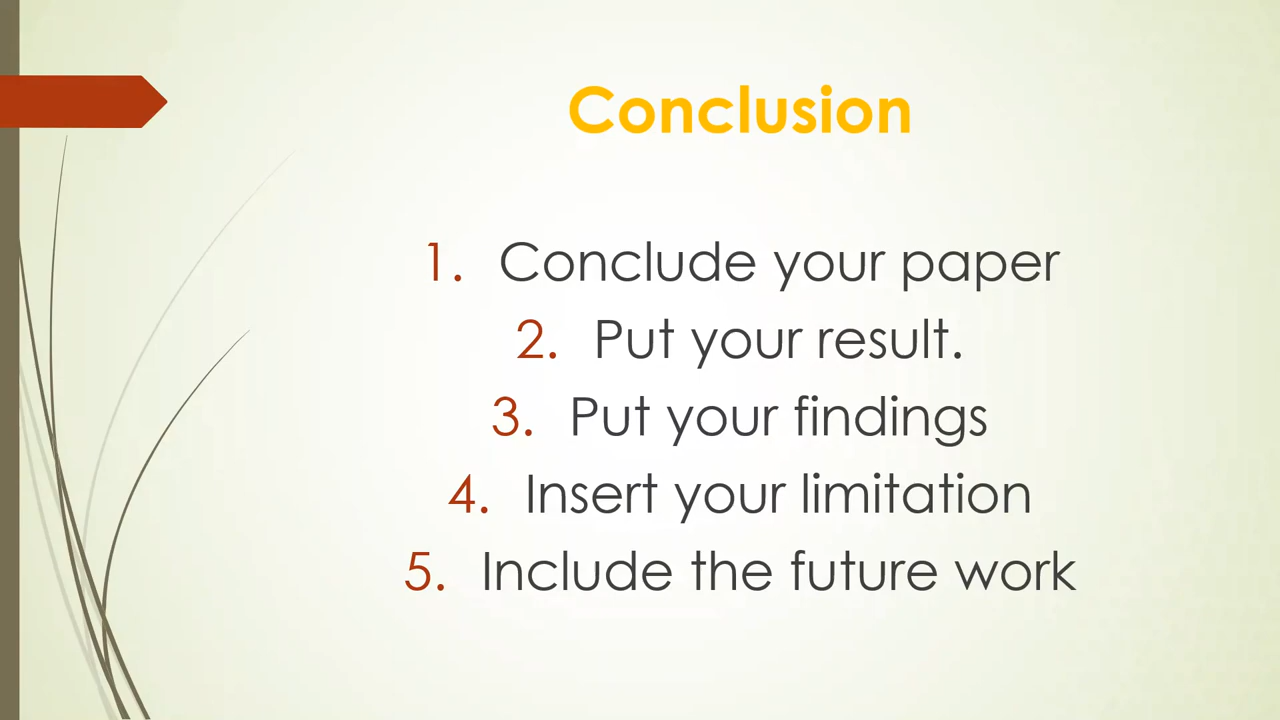 Conclusion
1. Conclude your paper
2. Put your result.
3. Put your findings
4. Insert your limitation
5. Include the future work